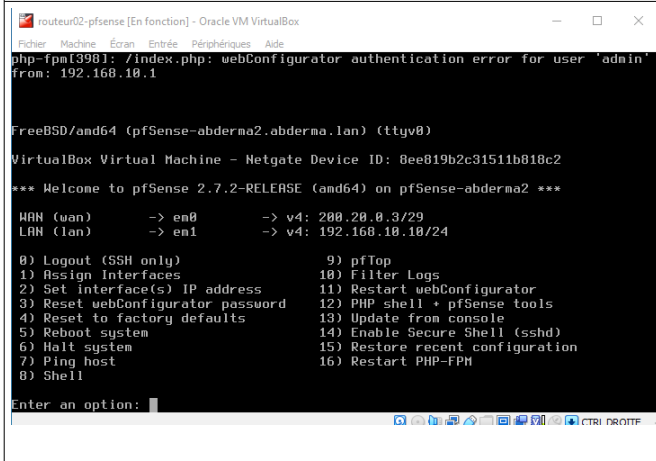 routeur02-pfsense [En fonction] - Oracle VM VirtualBox
Fichier Machine Écran Entrée Périphériques Aide
php-fpm[398]: /index.php: webConfigurator authentication error for user 'admin'
from: 192.168.10.1
FreeBSD/amd64 (pfSense-abderma2.abderma.lan) (ttyv0)
VirtualBox Virtual Machine - Netgate Device ID: 8ee819b2c31511b818c2
*** Welcome to pfSense 2.7.2-RELEASE (amd64) on pfSense-abderma2 ***
WAN (wan) -> em0 -> v4: 200.20.0.3/29
LAN (lan) -> em1 -> v4: 192.168.10.10/24
0) Logout (SSH only) 9) pfTop
1) Assign Interfaces 10) Filter Logs
2) Set interface(s) IP address 11) Restart webConfigurator
3) Reset webConfigurator password 12) PHP shell + pfSense tools
4) Reset to factory defaults 13) Update from console
5) Reboot system 14) Enable Secure Shell (sshd)
6) Halt system 15) Restore recent configuration
7) Ping host 16) Restart PHP-FPM
8) Shell
Enter an option:
CTRL DROITE